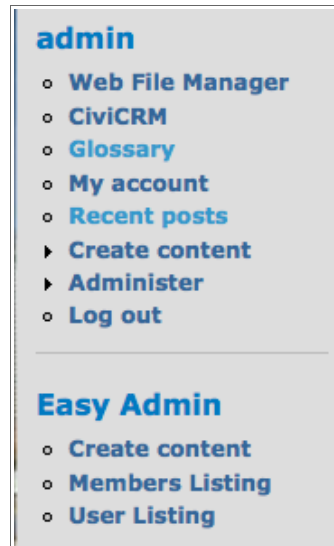 admin
Web File Manager
CiviCRM
Glossary
My account
Recent posts
Create content
Administer
Log out
Easy Admin
Create content
Members Listing
User Listing